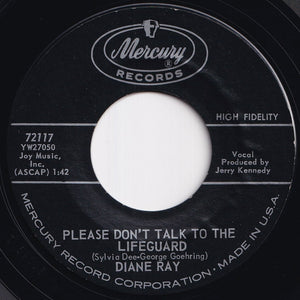 Mercury
®
RECORDS
HIGH FIDELITY
72117
YW27050
Joy Music,
Inc.
(ASCAP) 1:42
Vocal
Produced by
Jerry Kennedy
PLEASE DON'T TALK TO THE
LIFEGUARD
(Sylvia Dee-George Goehring)
DIANE RAY
MERCURY RECORD CORPORATION • MADE IN U.S.A.